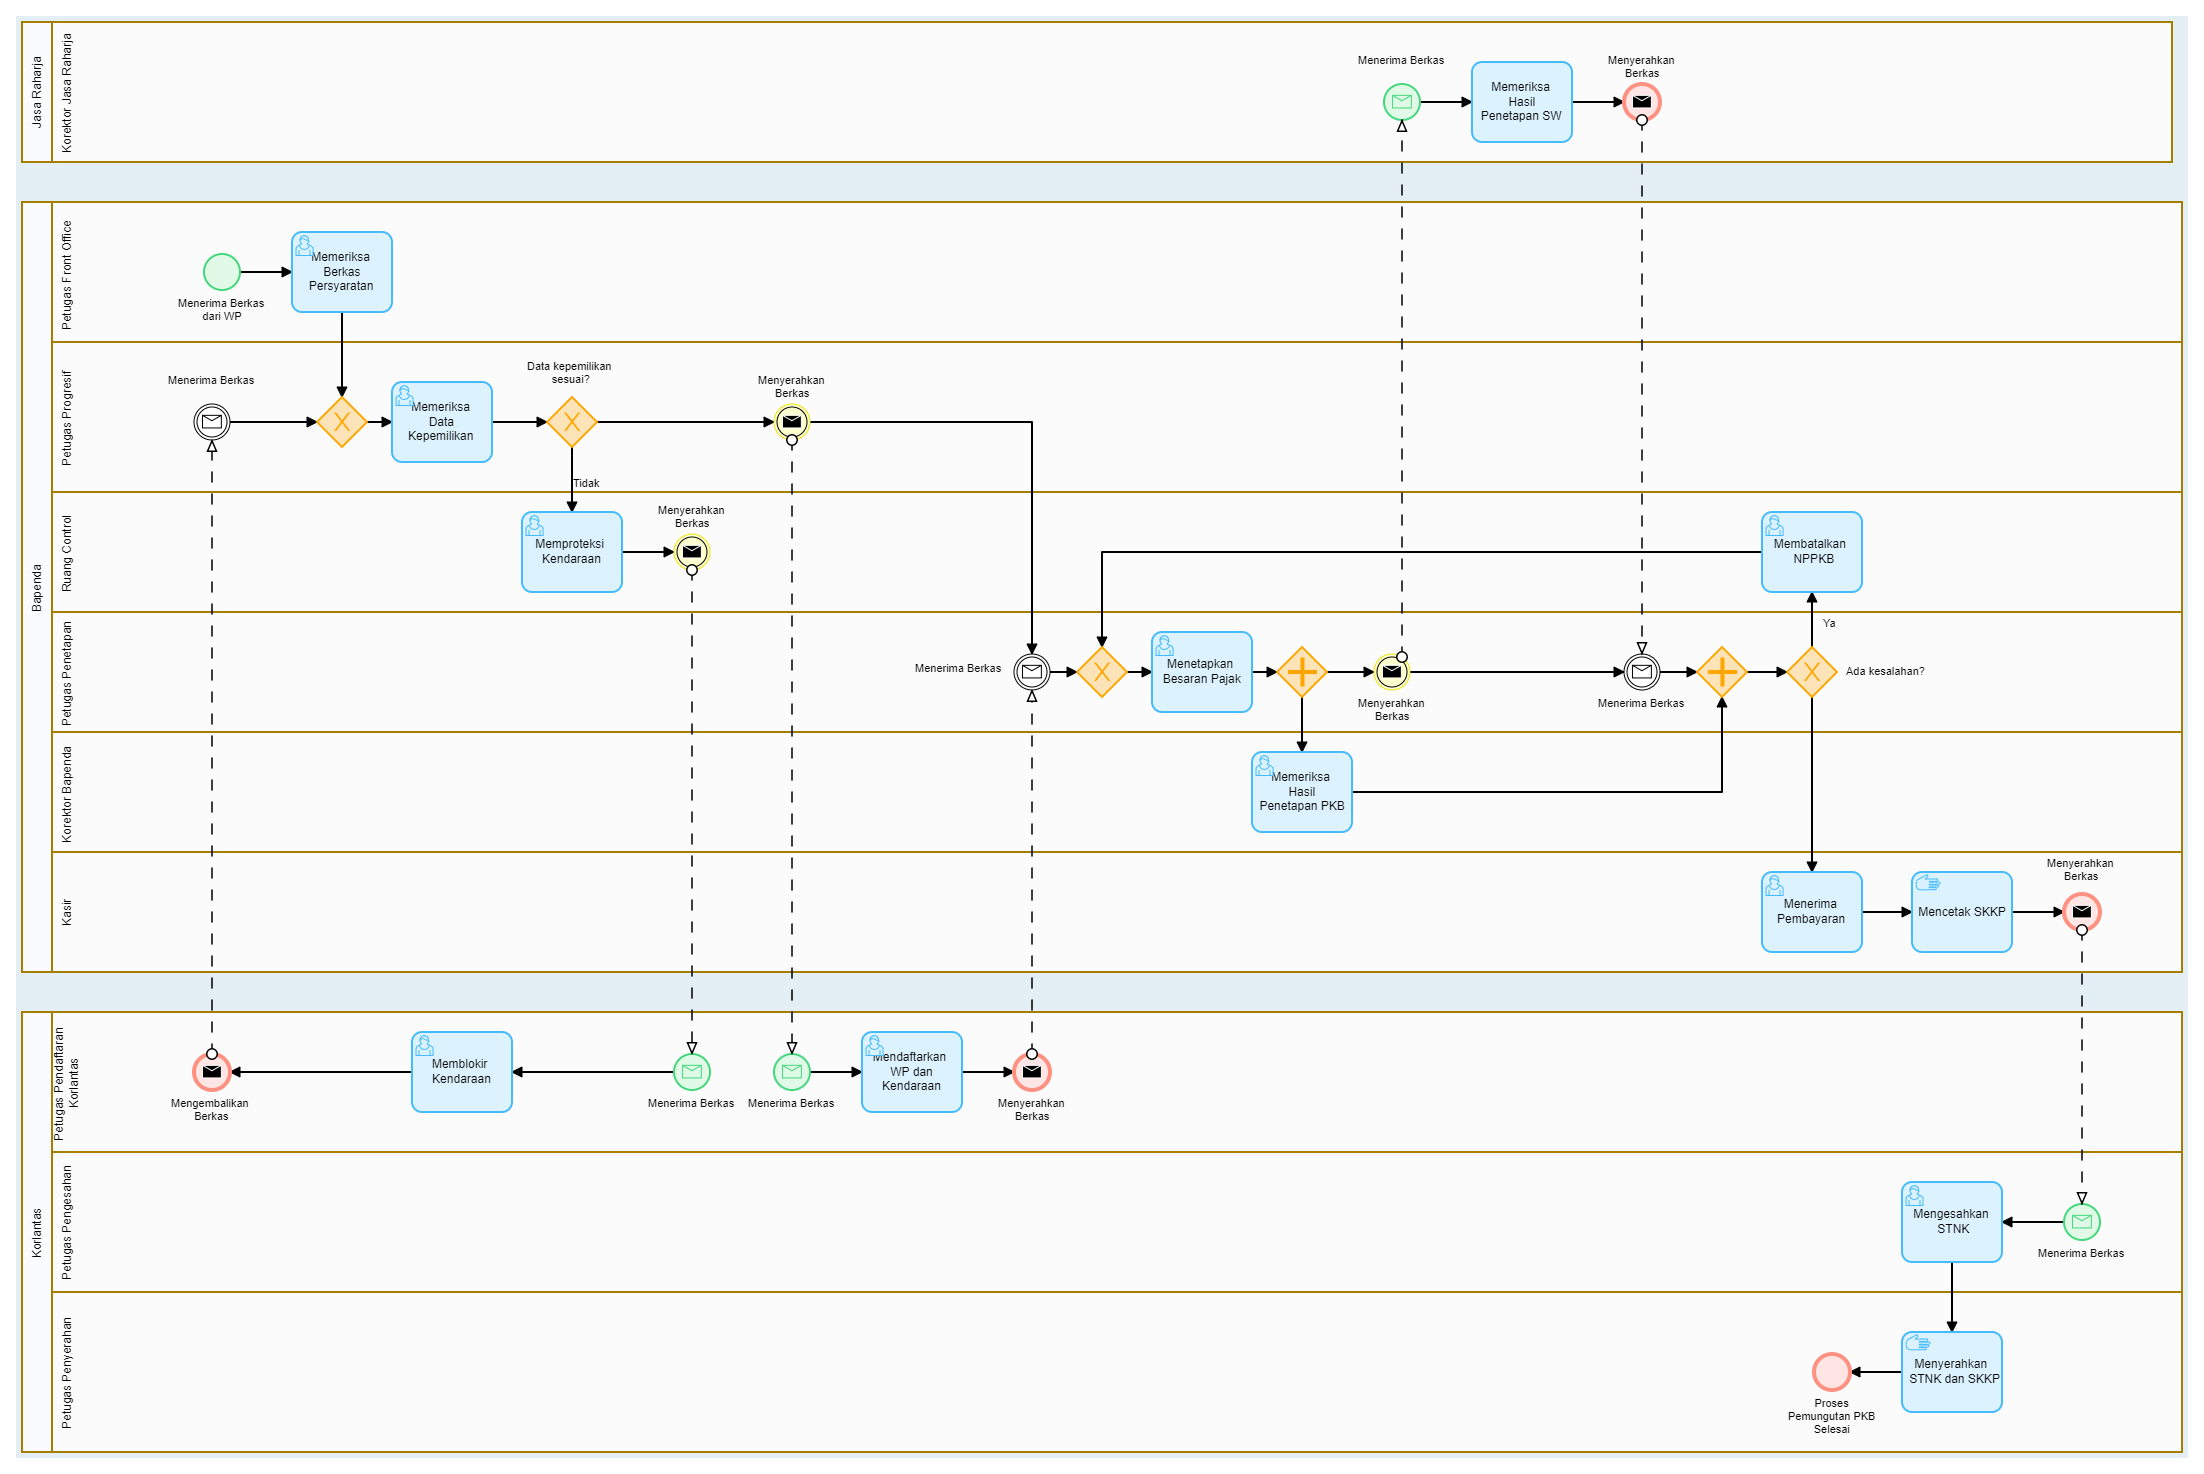 Jasa Raharja
Korektor Jasa Raharja
Menerima Berkas
Memeriksa
Hasil
Penetapan SW
Menyerahkan
Berkas
Bapenda
Petugas Front Office
Menerima Berkas
dari WP
Memeriksa
Berkas
Persyaratan
Petugas Progresif
Menerima Berkas
Memeriksa
Data
Kepemilikan
Data kepemilikan
sesuai?
Tidak
Menyerahkan
Berkas
Ruang Control
Memproteksi
Kendaraan
Menyerahkan
Berkas
Membatalkan
NPPKB
Petugas Penetapan
Menerima Berkas
Menetapkan
Besaran Pajak
Menyerahkan
Berkas
Menerima Berkas
Ya
Ada kesalahan?
Korektor Bapenda
Memeriksa
Hasil
Penetapan PKB
Kasir
Menerima
Pembayaran
Mencetak SKKP
Menyerahkan
Berkas
Korlantas
Petugas Pendaftaran
Korlantas
Mengembalikan
Berkas
Memblokir
Kendaraan
Menerima Berkas
Menerima Berkas
Mendaftarkan
WP dan
Kendaraan
Menyerahkan
Berkas
Petugas Pengesahan
Mengesahkan
STNK
Menerima Berkas
Petugas Penyerahan
Proses
Pemungutan PKB
Selesai
Menyerahkan
STNK dan SKKP